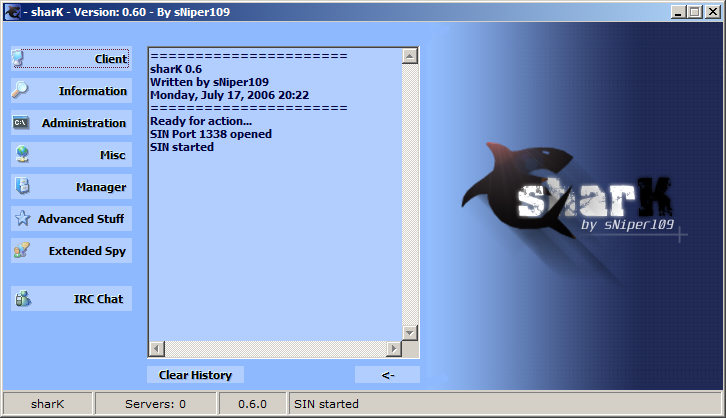 - sharK - Version: 0.60 - By sNiper109
Client
Information
Administration
C:\
Misc
Manager
Advanced Stuff
Extended Spy
IRC Chat
======================
sharK 0.6
Written by sNiper109
Monday, July 17, 2006 20:22
======================
Ready for action...
SIN Port 1338 opened
SIN started
Clear History
<-
sharK
by sNiper109
sharK
Servers: 0
0.6.0
SIN started